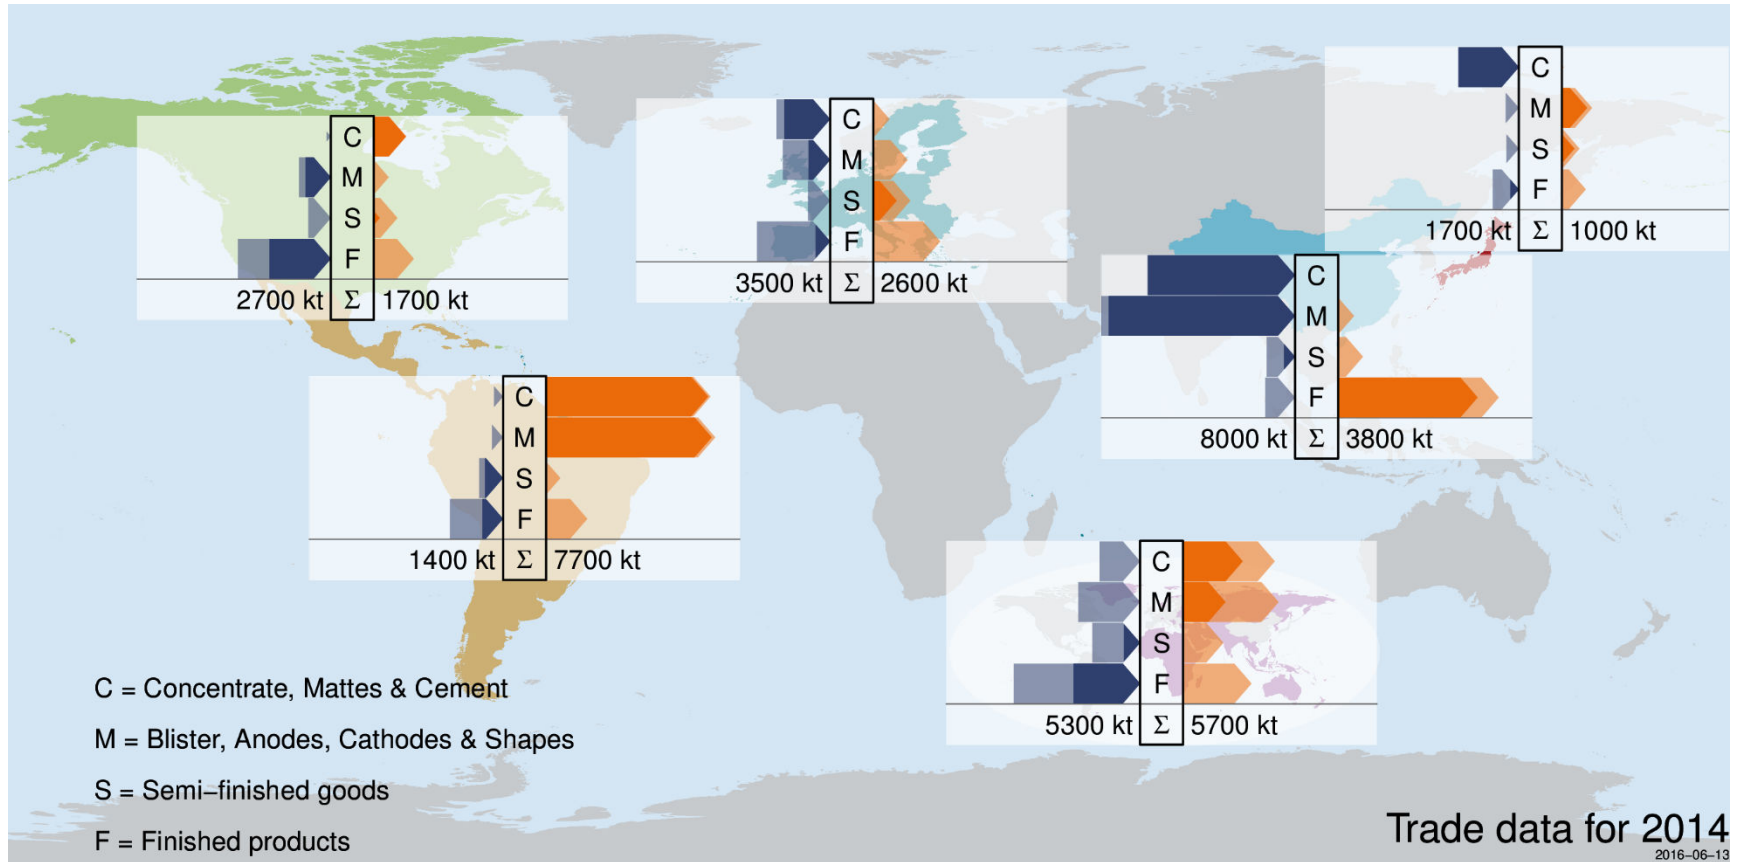 C
M
S
F
2700 kt Σ 1700 kt
C
M
S
F
3500 kt Σ 2600 kt
C
M
S
F
1700 kt Σ 1000 kt
C
M
S
F
8000 kt Σ 3800 kt
C
M
S
F
1400 kt Σ 7700 kt
C
M
S
F
5300 kt Σ 5700 kt
C = Concentrate, Mattes & Cement
M = Blister, Anodes, Cathodes & Shapes
S = Semi−finished goods
F = Finished products
Trade data for 2014
2016−06−13